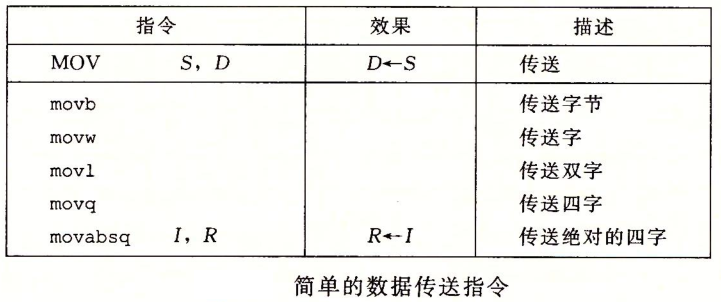 指令 效果 描述
MOV S, D D←S 传送
movb 传送字节
movw 传送字
movl 传送双字
movq 传送四字
movabsq I, R R←I 传送绝对的四字
简单的数据传送指令